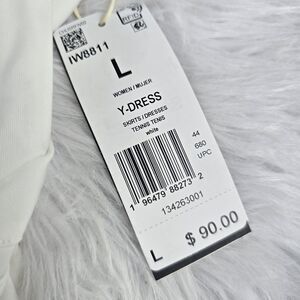 IW8811
L
WOMEN / MUJER
Y-DRESS
SKIRTS / DRESSES
TENNIS TENIS
white
44
680
UPC
1 96479 88273 2
134263001
L $ 90.00